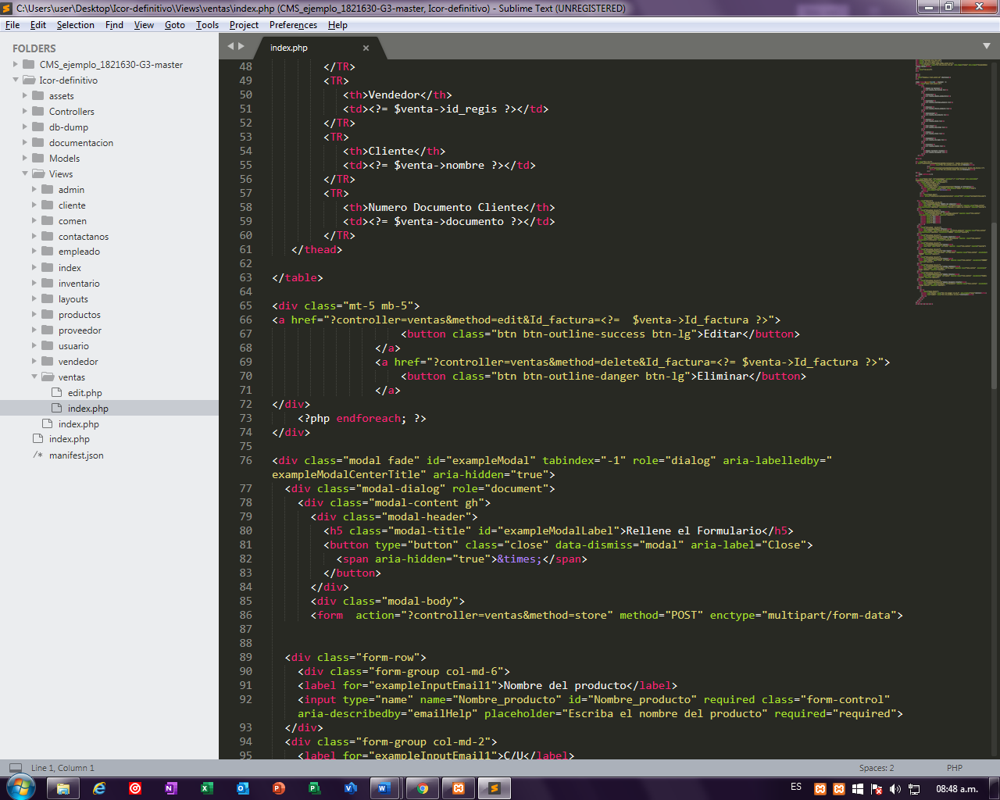 C:\Users\user\Desktop\Icor-definitivo\Views\ventas\index.php (CMS_ejemplo_1821630-G3-master, Icor-definitivo) - Sublime Text (UNREGISTERED)
File Edit Selection Find View Goto Tools Project Preferences Help
FOLDERS
CMS_ejemplo_1821630-G3-master
Icor-definitivo
assets
Controllers
db-dump
documentacion
Models
Views
admin
cliente
comen
contactanos
empleado
index
inventario
layouts
productos
proveedor
usuario
vendedor
ventas
edit.php
index.php
index.php
index.php
/* manifest.json
index.php ×
48 </TR>
49 <TR>
50 <th>Vendedor</th>
51 <td><?= $venta->id_regis ?></td>
52 </TR>
53 <TR>
54 <th>Cliente</th>
55 <td><?= $venta->nombre ?></td>
56 </TR>
57 <TR>
58 <th>Numero Documento Cliente</th>
59 <td><?= $venta->documento ?></td>
60 </TR>
61 </thead>
62
63 </table>
64
65 <div class="mt-5 mb-5">
66 <a href="?controller=ventas&method=edit&Id_factura=<?=  $venta->Id_factura ?>">
67 <button class="btn btn-outline-success btn-lg">Editar</button>
68 </a>
69 <a href="?controller=ventas&method=delete&Id_factura=<?= $venta->Id_factura ?>">
70 <button class="btn btn-outline-danger btn-lg">Eliminar</button>
71 </a>
72 </div>
73 <?php endforeach; ?>
74 </div>
75
76 <div class="modal fade" id="exampleModal" tabindex="-1" role="dialog" aria-labelledby="
exampleModalCenterTitle" aria-hidden="true">
77 <div class="modal-dialog" role="document">
78 <div class="modal-content gh">
79 <div class="modal-header">
80 <h5 class="modal-title" id="exampleModalLabel">Rellene el Formulario</h5>
81 <button type="button" class="close" data-dismiss="modal" aria-label="Close">
82 <span aria-hidden="true">&times;</span>
83 </button>
84 </div>
85 <div class="modal-body">
86 <form  action="?controller=ventas&method=store" method="POST" enctype="multipart/form-data">
87
88
89 <div class="form-row">
90 <div class="form-group col-md-6">
91 <label for="exampleInputEmail1">Nombre del producto</label>
92 <input type="name" name="Nombre_producto" id="Nombre_producto" required class="form-control"
aria-describedby="emailHelp" placeholder="Escriba el nombre del producto" required="required">
93 </div>
94 <div class="form-group col-md-2">
95 <label for="exampleInputEmail1">C/U</label>
Line 1, Column 1
Spaces: 2
PHP
ES
08:48 a.m.